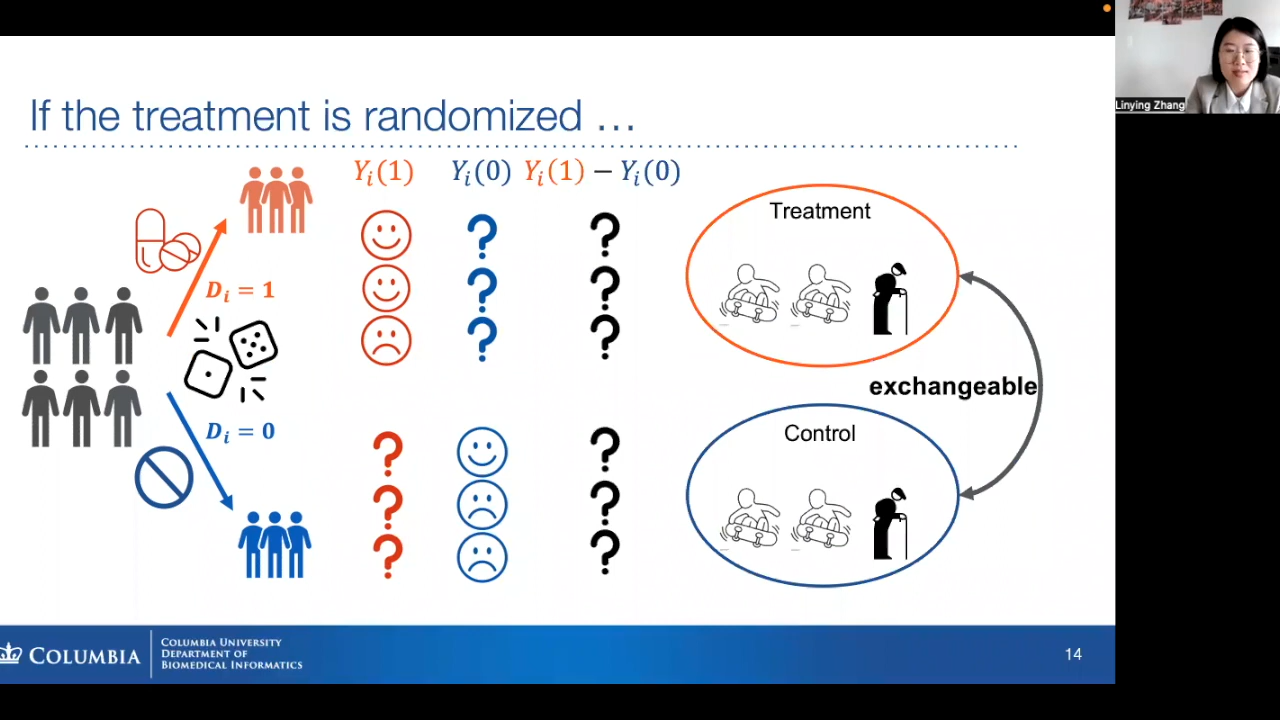 If the treatment is randomized …
Linying Zhang
Yᵢ(1) Yᵢ(0) Yᵢ(1) − Yᵢ(0)
Treatment
Dᵢ = 1
? ?
? ?
? ?
exchangeable
Dᵢ = 0
Control
? ?
? ?
? ?
COLUMBIA
COLUMBIA UNIVERSITY
DEPARTMENT OF
BIOMEDICAL INFORMATICS
14